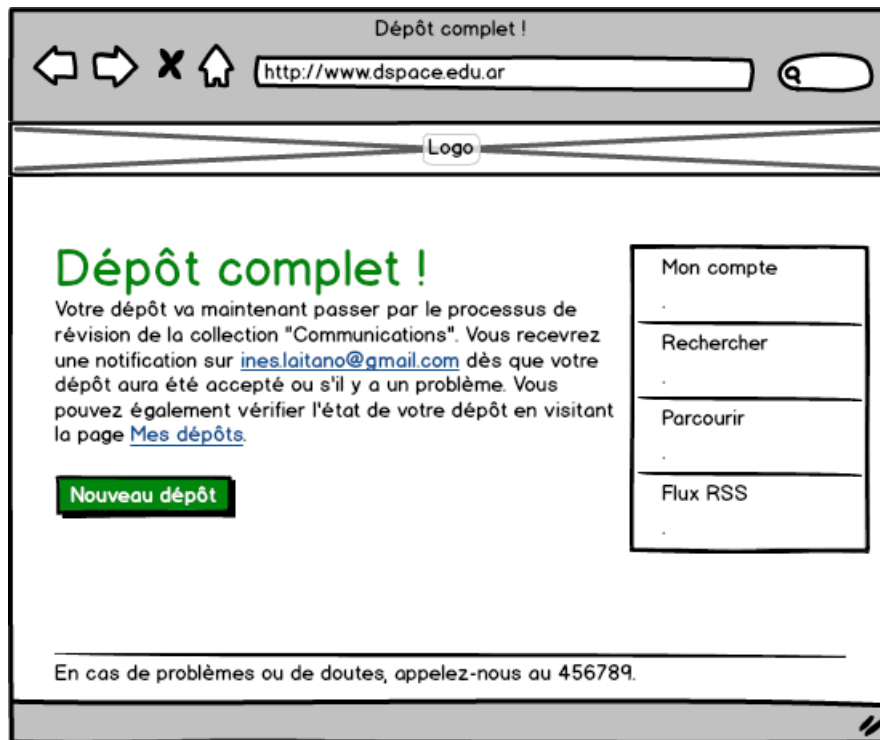 Dépôt complet !
http://www.dspace.edu.ar
Logo
Dépôt complet !
Votre dépôt va maintenant passer par le processus de
révision de la collection "Communications". Vous recevrez
une notification sur ines.laitano@gmail.com dès que votre
dépôt aura été accepté ou s'il y a un problème. Vous
pouvez également vérifier l'état de votre dépôt en visitant
la page Mes dépôts.
Nouveau dépôt
Mon compte
.
Rechercher
.
Parcourir
.
Flux RSS
.
En cas de problèmes ou de doutes, appelez-nous au 456789.